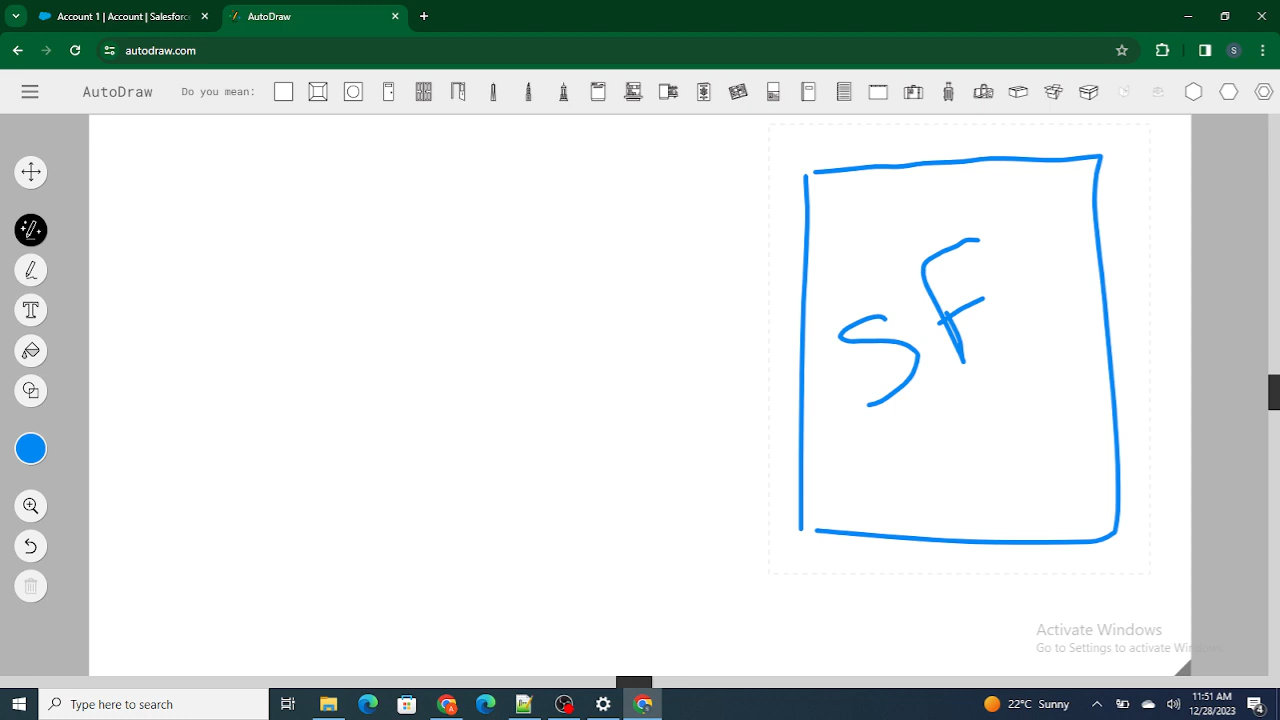 Account 1 | Account | Salesforc
AutoDraw
autodraw.com
S
AutoDraw
Do you mean:
SF
Activate Windows
Go to Settings to activate Windows.
Type here to search
22°C Sunny
11:51 AM
12/28/2023
4